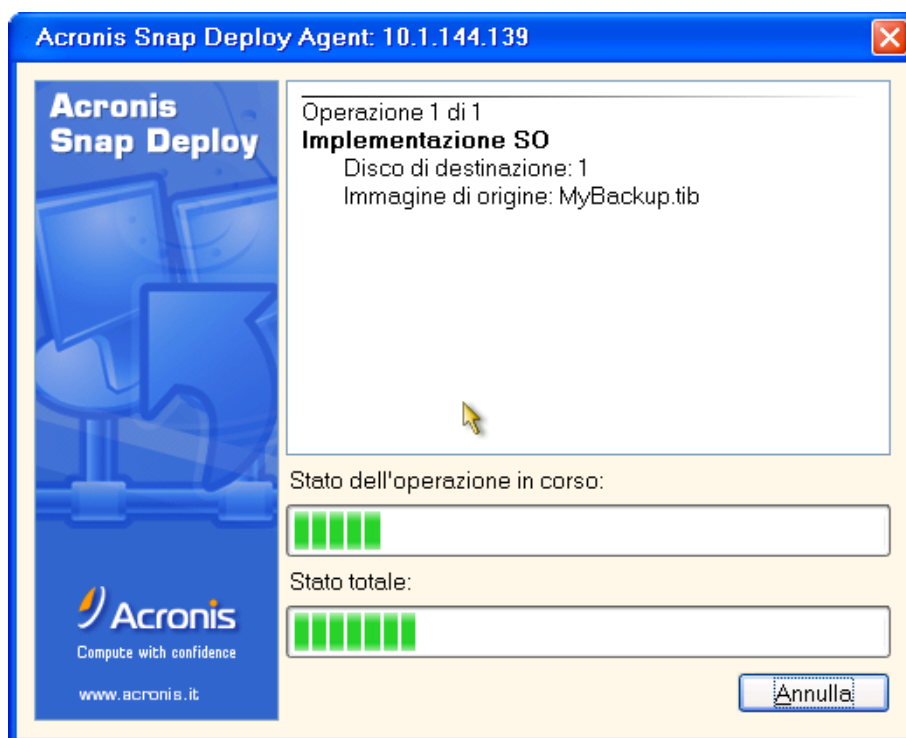 Acronis Snap Deploy Agent: 10.1.144.139
Acronis
Snap Deploy
Operazione 1 di 1
Implementazione SO
Disco di destinazione: 1
Immagine di origine: MyBackup.tib
Stato dell'operazione in corso:
Stato totale:
Acronis
Compute with confidence
www.acronis.it
Annulla